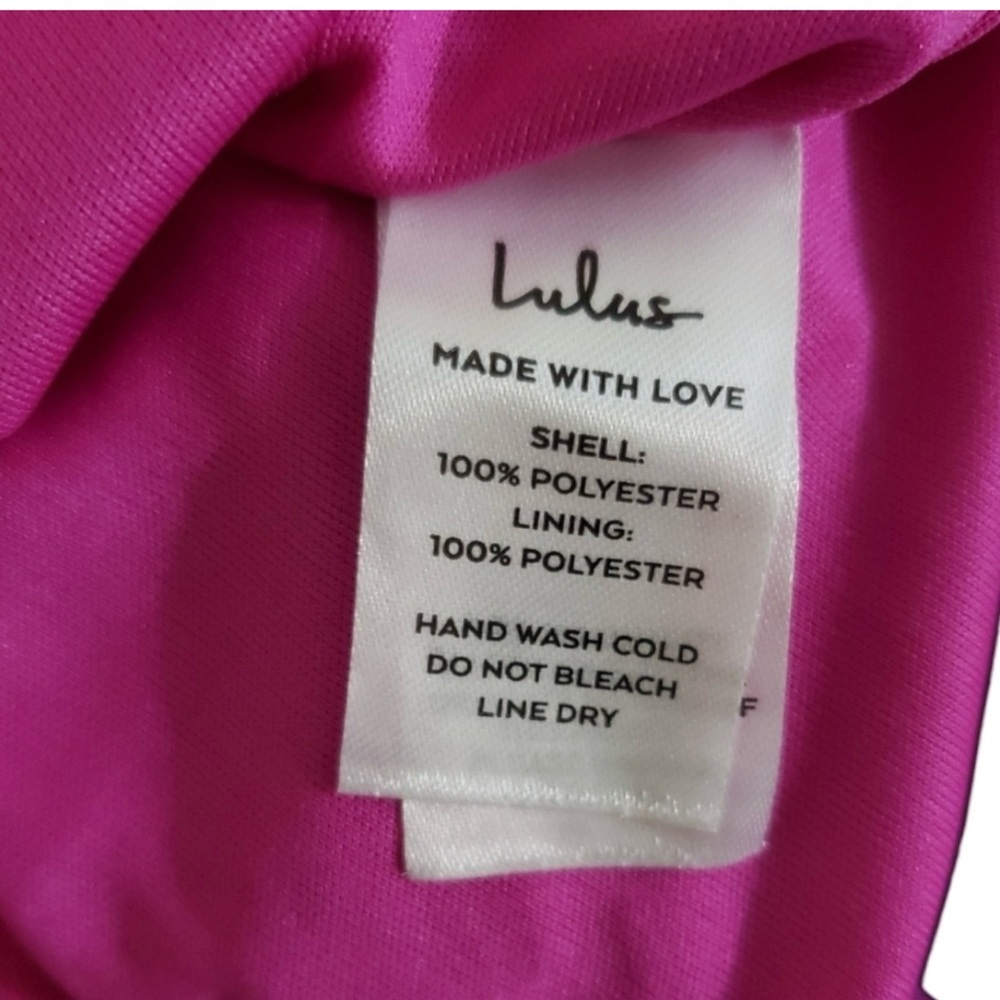 Lulus
MADE WITH LOVE
SHELL:
100% POLYESTER
LINING:
100% POLYESTER
HAND WASH COLD
DO NOT BLEACH
LINE DRY
F